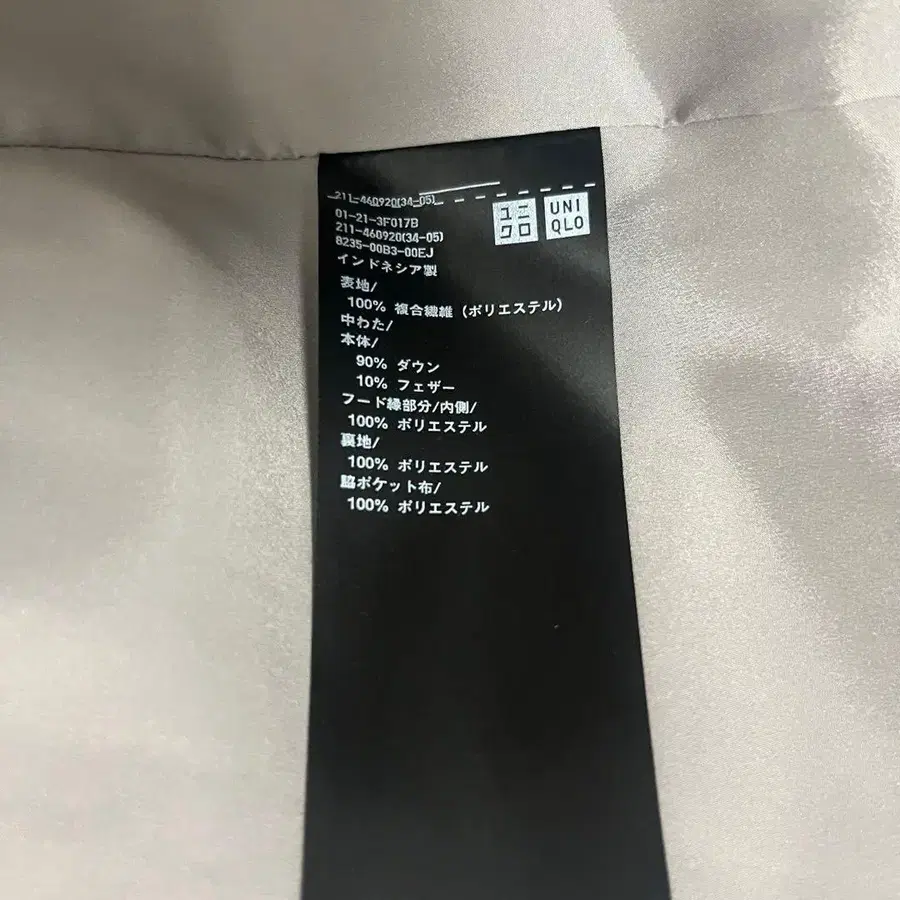 211-460920(34-05)
ユニ
クロ
UNI
QLO
01-21-3F017B
211-460920(34-05)
8235-00B3-00EJ
インドネシア製
表地/
100% 複合繊維(ポリエステル)
中わた/
本体/
90% ダウン
10% フェザー
フード縁部分/内側/
100% ポリエステル
裏地/
100% ポリエステル
脇ポケット布/
100% ポリエステル